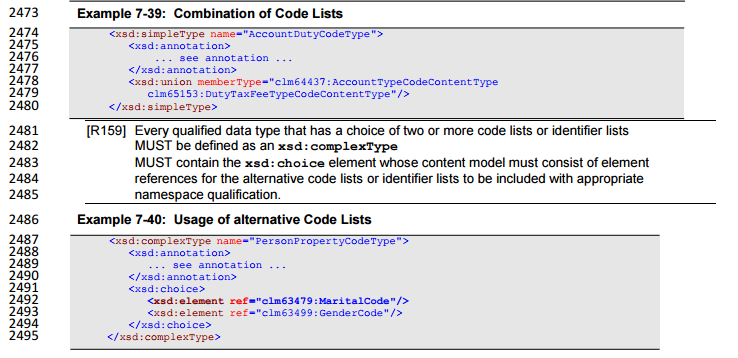 2473 Example 7-39: Combination of Code Lists
2474 <xsd:simpleType name="AccountDutyCodeType">
2475 <xsd:annotation>
2476 ... see annotation ...
2477 </xsd:annotation>
2478 <xsd:union memberType="clm64437:AccountTypeCodeContentType
2479 clm65153:DutyTaxFeeTypeCodeContentType"/>
2480 </xsd:simpleType>
2481 [R159] Every qualified data type that has a choice of two or more code lists or identifier lists
2482 MUST be defined as an xsd:complexType
2483 MUST contain the xsd:choice element whose content model must consist of element
2484 references for the alternative code lists or identifier lists to be included with appropriate
2485 namespace qualification.
2486 Example 7-40: Usage of alternative Code Lists
2487 <xsd:complexType name="PersonPropertyCodeType">
2488 <xsd:annotation>
2489 ... see annotation ...
2490 </xsd:annotation>
2491 <xsd:choice>
2492 <xsd:element ref="clm63479:MaritalCode"/>
2493 <xsd:element ref="clm63499:GenderCode"/>
2494 </xsd:choice>
2495 </xsd:complexType>